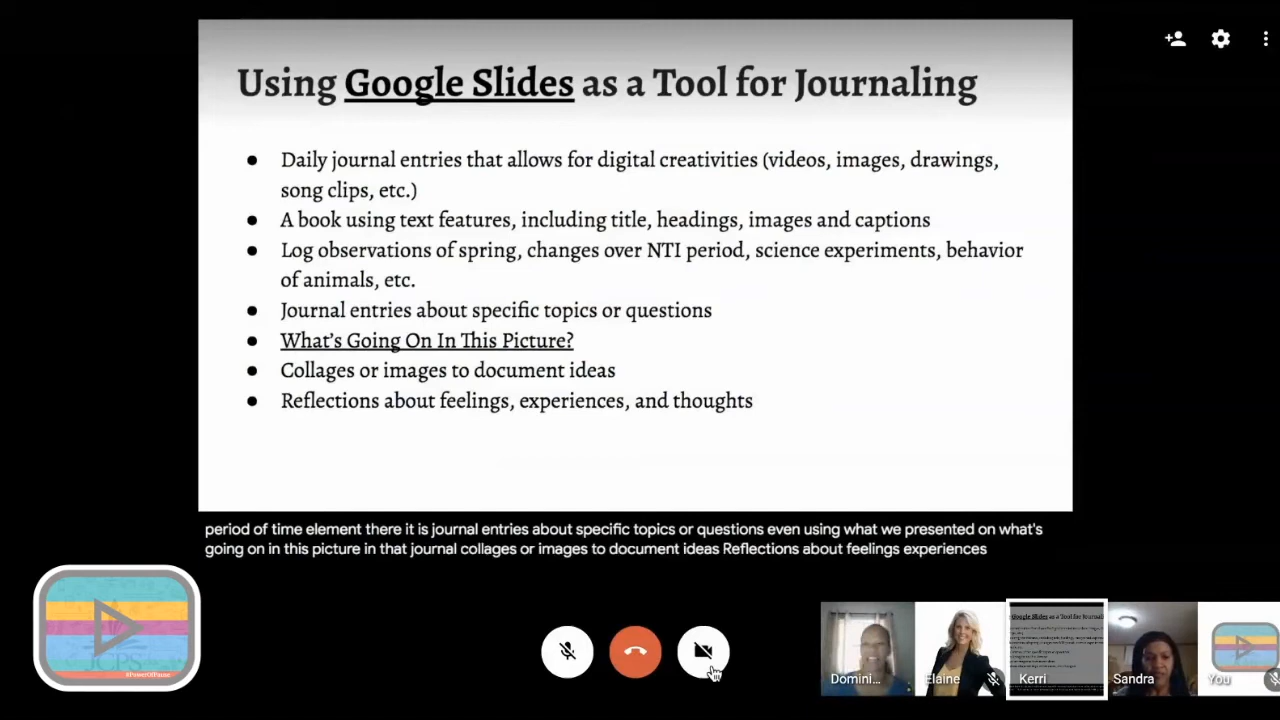 Using Google Slides as a Tool for Journaling
● Daily journal entries that allows for digital creativities (videos, images, drawings,
song clips, etc.)
● A book using text features, including title, headings, images and captions
● Log observations of spring, changes over NTI period, science experiments, behavior
of animals, etc.
● Journal entries about specific topics or questions
● What's Going On In This Picture?
● Collages or images to document ideas
● Reflections about feelings, experiences, and thoughts
period of time element there it is journal entries about specific topics or questions even using what we presented on what's
going on in this picture in that journal collages or images to document ideas Reflections about feelings experiences
JCPS
Domini...
Elaine
Kerri
Sandra
You